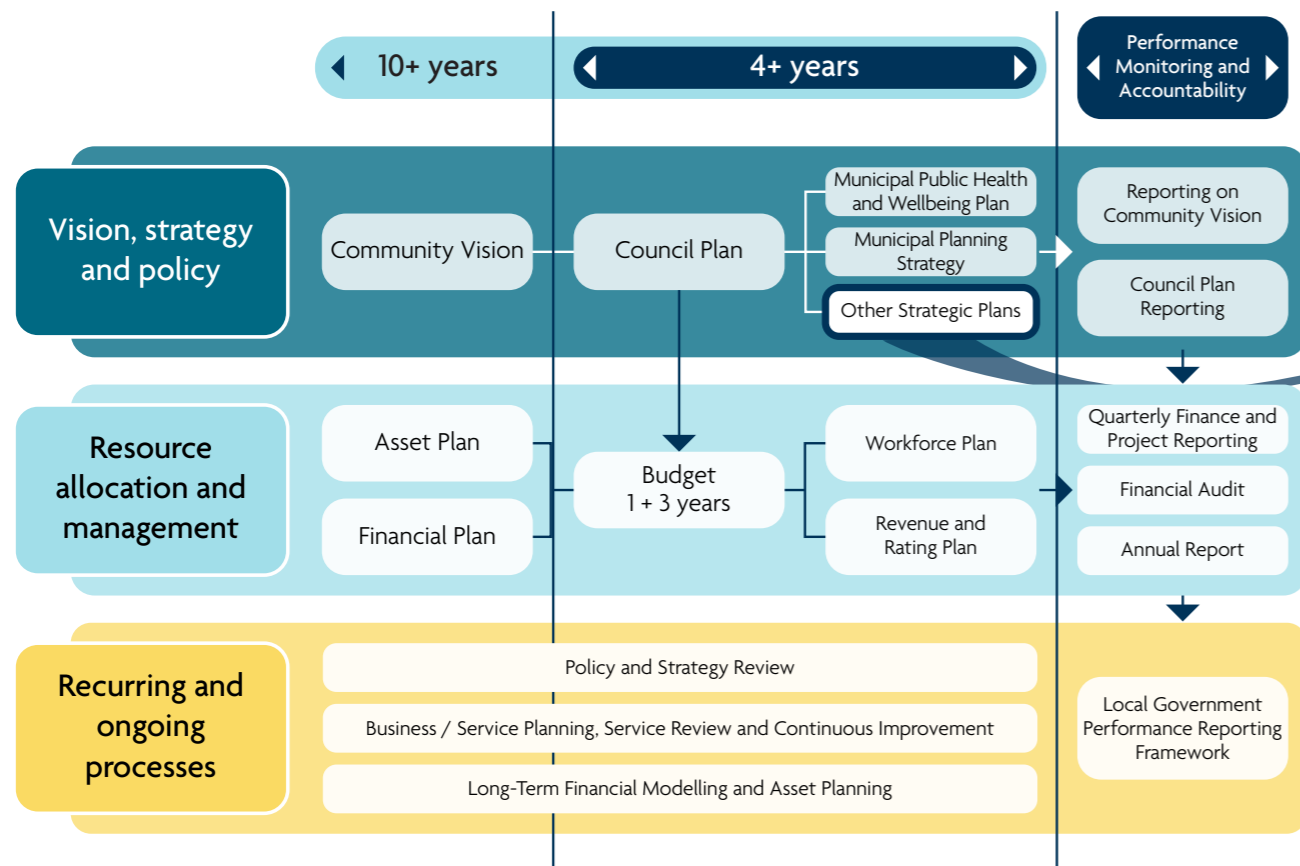 10+ years
4+ years
Performance
Monitoring and
Accountability
Vision, strategy
and policy
Community Vision
Council Plan
Municipal Public Health
and Wellbeing Plan
Municipal Planning
Strategy
Other Strategic Plans
Reporting on
Community Vision
Council Plan
Reporting
Resource
allocation and
management
Asset Plan
Financial Plan
Budget
1 + 3 years
Workforce Plan
Revenue and
Rating Plan
Quarterly Finance and
Project Reporting
Financial Audit
Annual Report
Recurring and
ongoing
processes
Policy and Strategy Review
Business / Service Planning, Service Review and Continuous Improvement
Long-Term Financial Modelling and Asset Planning
Local Government
Performance Reporting
Framework